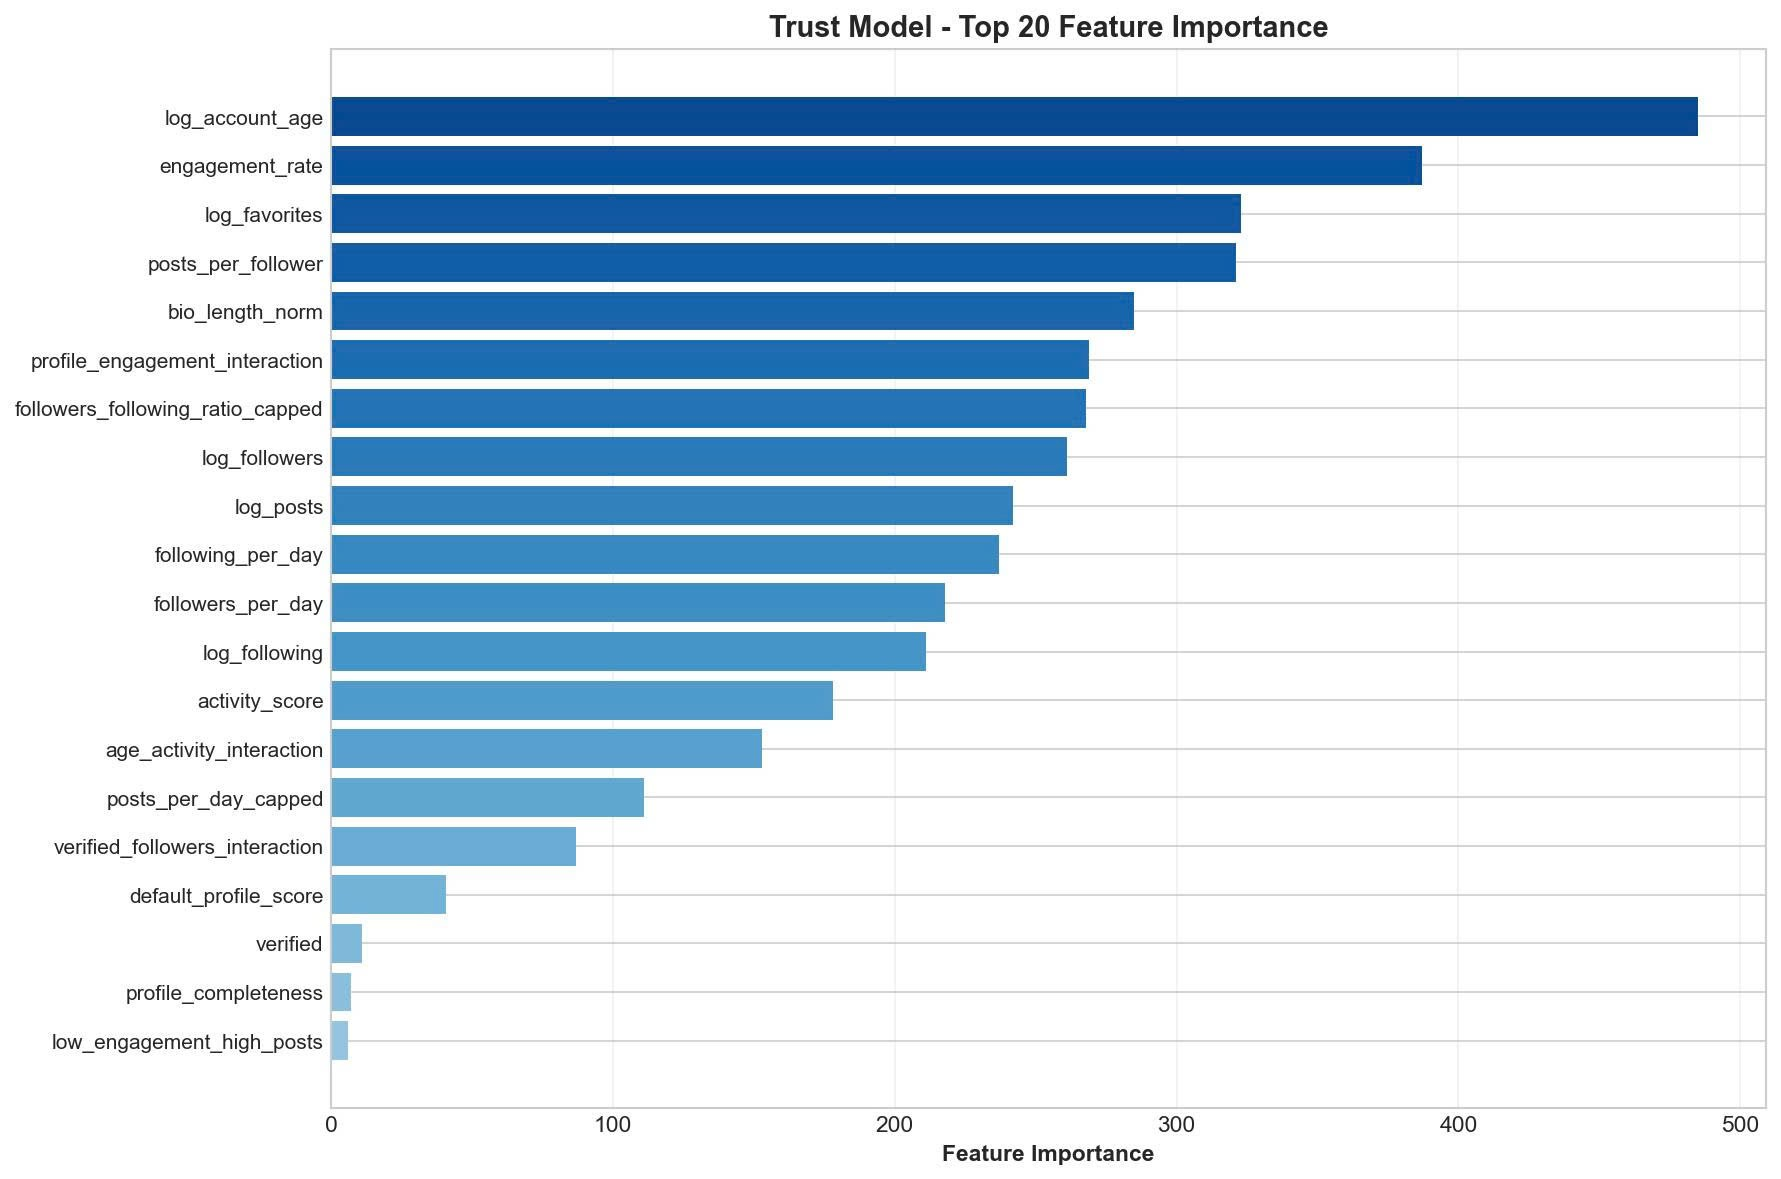 Trust Model - Top 20 Feature Importance
log_account_age
engagement_rate
log_favorites
posts_per_follower
bio_length_norm
profile_engagement_interaction
followers_following_ratio_capped
log_followers
log_posts
following_per_day
followers_per_day
log_following
activity_score
age_activity_interaction
posts_per_day_capped
verified_followers_interaction
default_profile_score
verified
profile_completeness
low_engagement_high_posts
0 100 200 300 400 500
Feature Importance